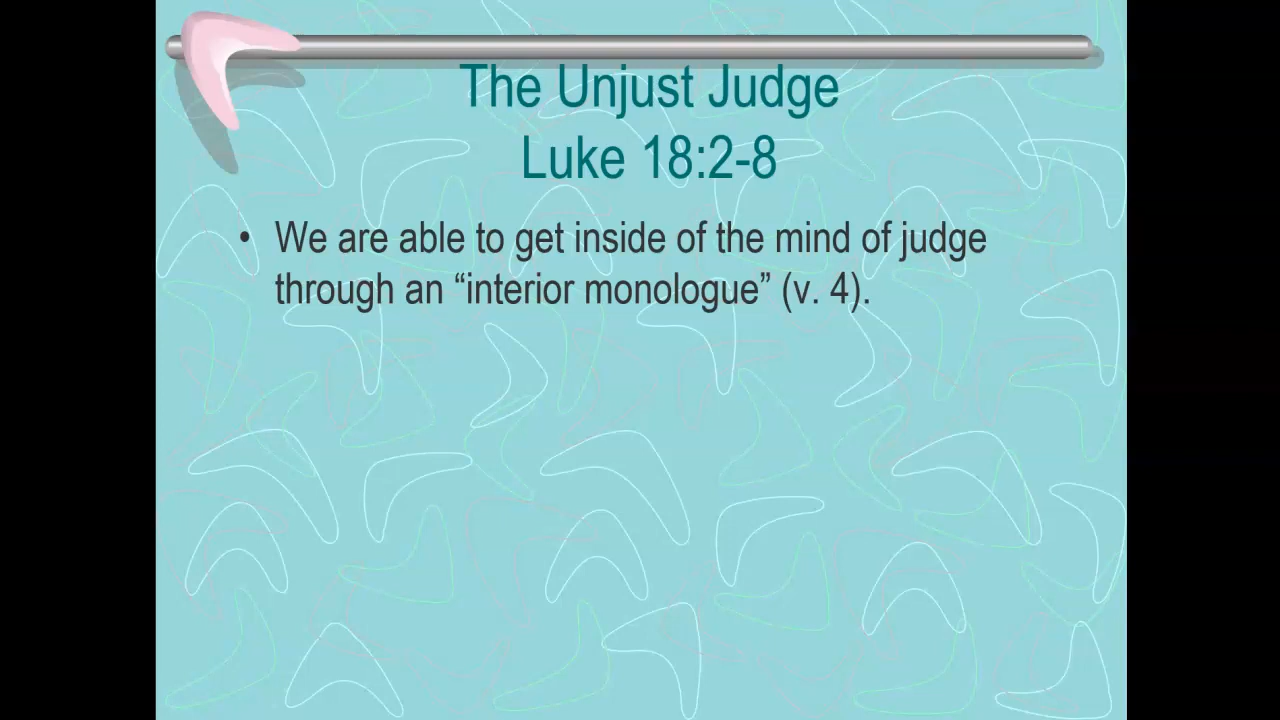 The Unjust Judge
Luke 18:2-8
• We are able to get inside of the mind of judge
through an “interior monologue” (v. 4).